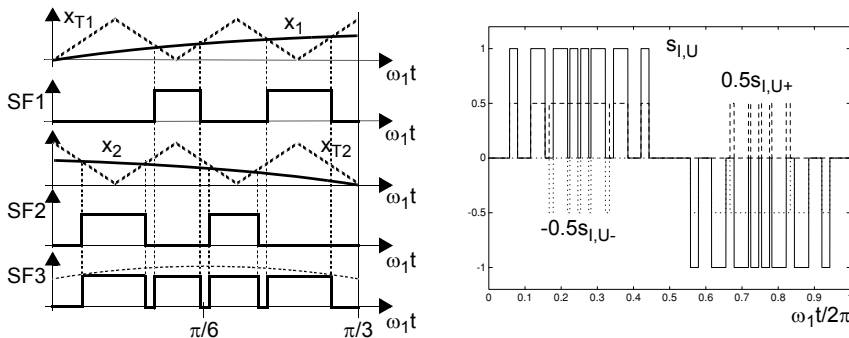 x_T1
x_1
ω_1t
SF1
ω_1t
x_2
x_T2
ω_1t
SF2
ω_1t
SF3
ω_1t
π/6
π/3
s_I,U
1
0.5s_I,U+
0.5
0
-0.5
-0.5s_I,U-
-1
0 0.1 0.2 0.3 0.4 0.5 0.6 0.7 0.8 0.9
ω_1t/2π